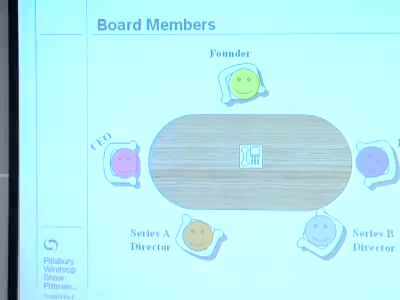 Board Members
Founder
CEO
Series A
Director
Series B
Director
Pillsbury
Winthrop
Shaw
Pittman